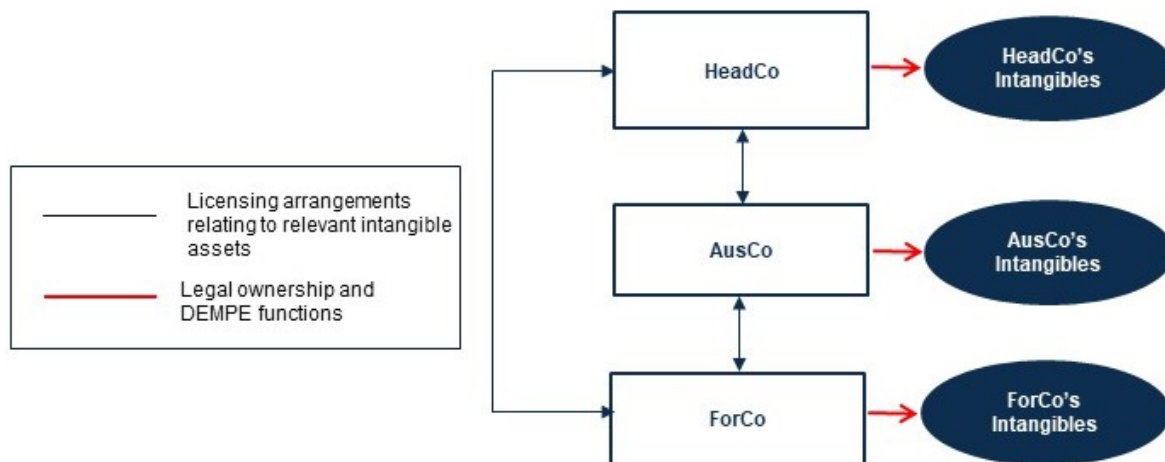 HeadCo
HeadCo's
Intangibles
Licensing arrangements
relating to relevant intangible
assets
AusCo
AusCo's
Intangibles
Legal ownership and
DEMPE functions
ForCo
ForCo's
Intangibles